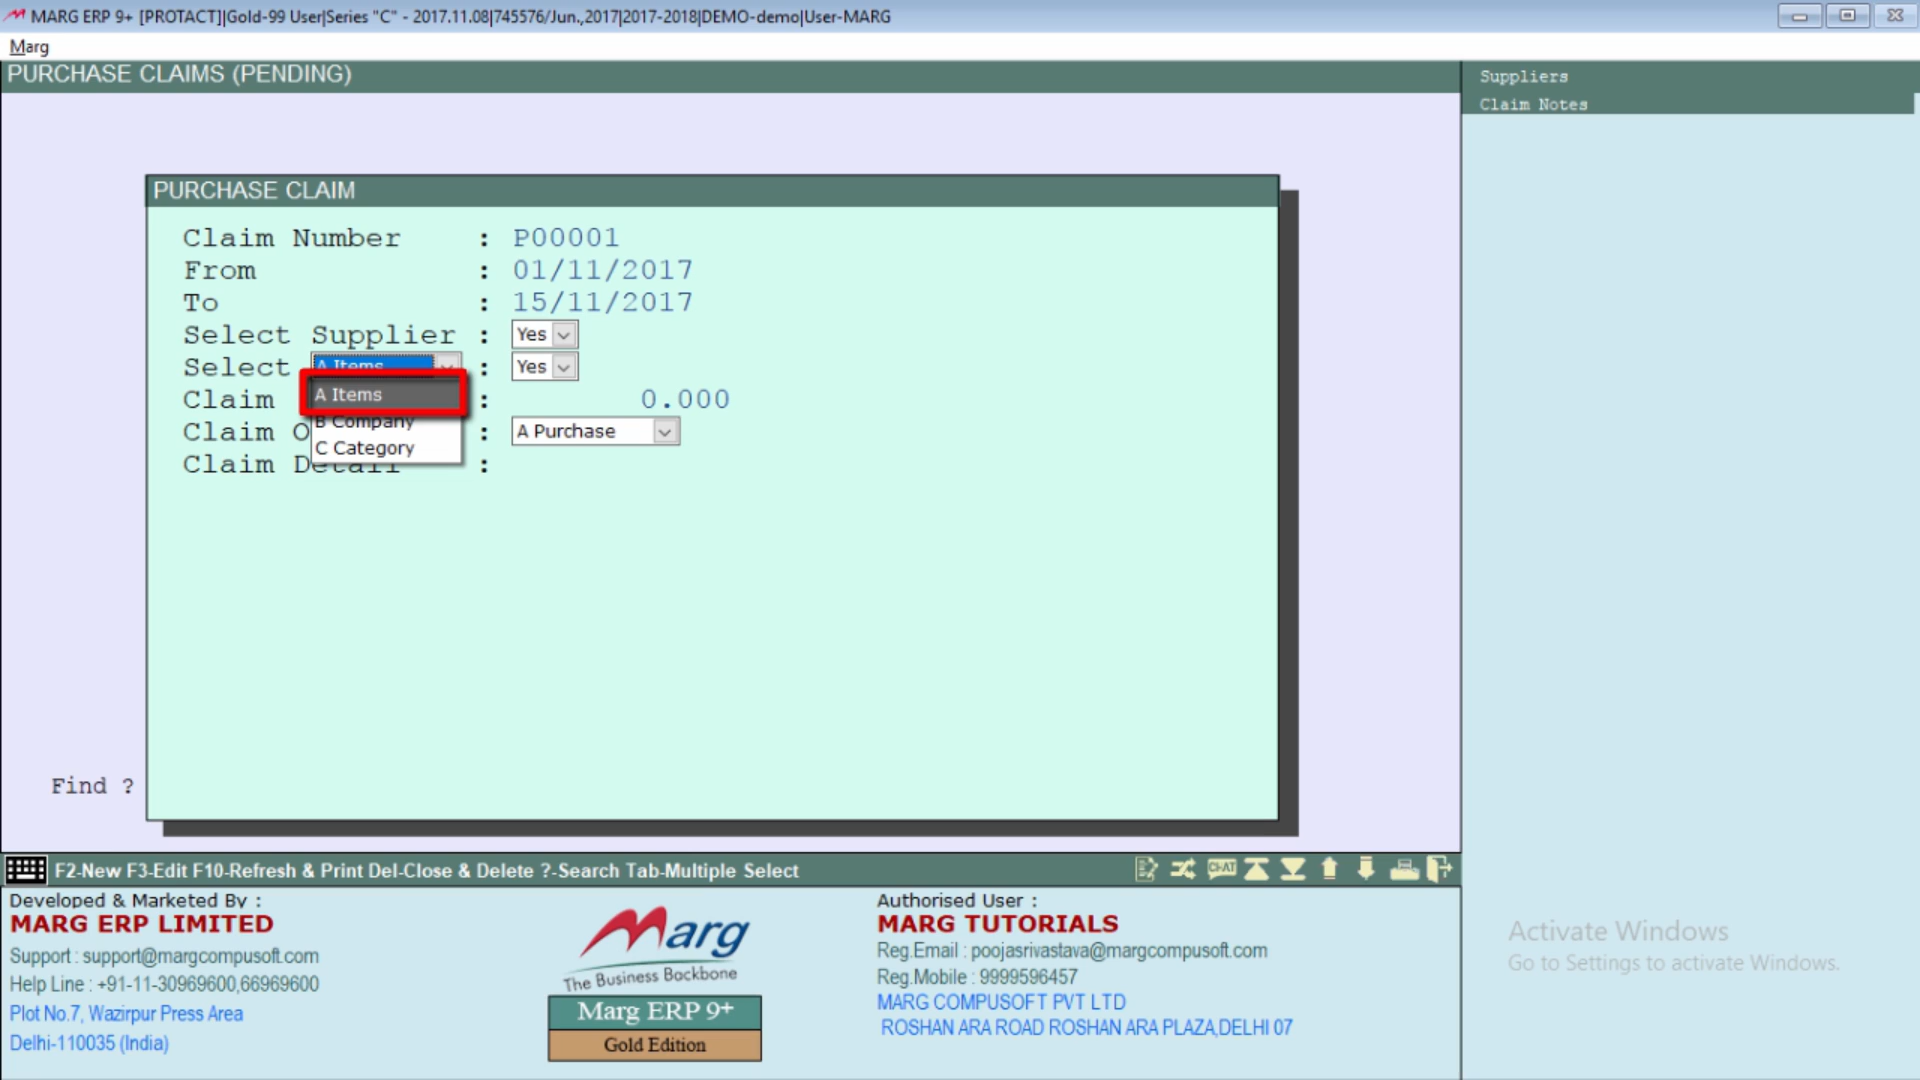 MARG ERP 9+ [PROTACT]|Gold-99 User|Series "C" - 2017.11.08|745576/Jun.,2017|2017-2018|DEMO-demo|User-MARG
Marg
PURCHASE CLAIMS (PENDING)
Suppliers
Claim Notes
PURCHASE CLAIM
Claim Number : P00001
From : 01/11/2017
To : 15/11/2017
Select Supplier : Yes
Select A Items : Yes
A Items
Claim : 0.000
B Company
Claim O : A Purchase
C Category
Claim Detail :
Find ?
F2-New F3-Edit F10-Refresh & Print Del-Close & Delete ?-Search Tab-Multiple Select
CHAT
Developed & Marketed By :
MARG ERP LIMITED
Support : support@margcompusoft.com
Help Line : +91-11-30969600,66969600
Plot No.7, Wazirpur Press Area
Delhi-110035 (India)
Marg
The Business Backbone
Marg ERP 9+
Gold Edition
Authorised User :
MARG TUTORIALS
Reg.Email : poojasrivastava@margcompusoft.com
Reg.Mobile : 9999596457
MARG COMPUSOFT PVT LTD
ROSHAN ARA ROAD ROSHAN ARA PLAZA,DELHI 07
Activate Windows
Go to Settings to activate Windows.